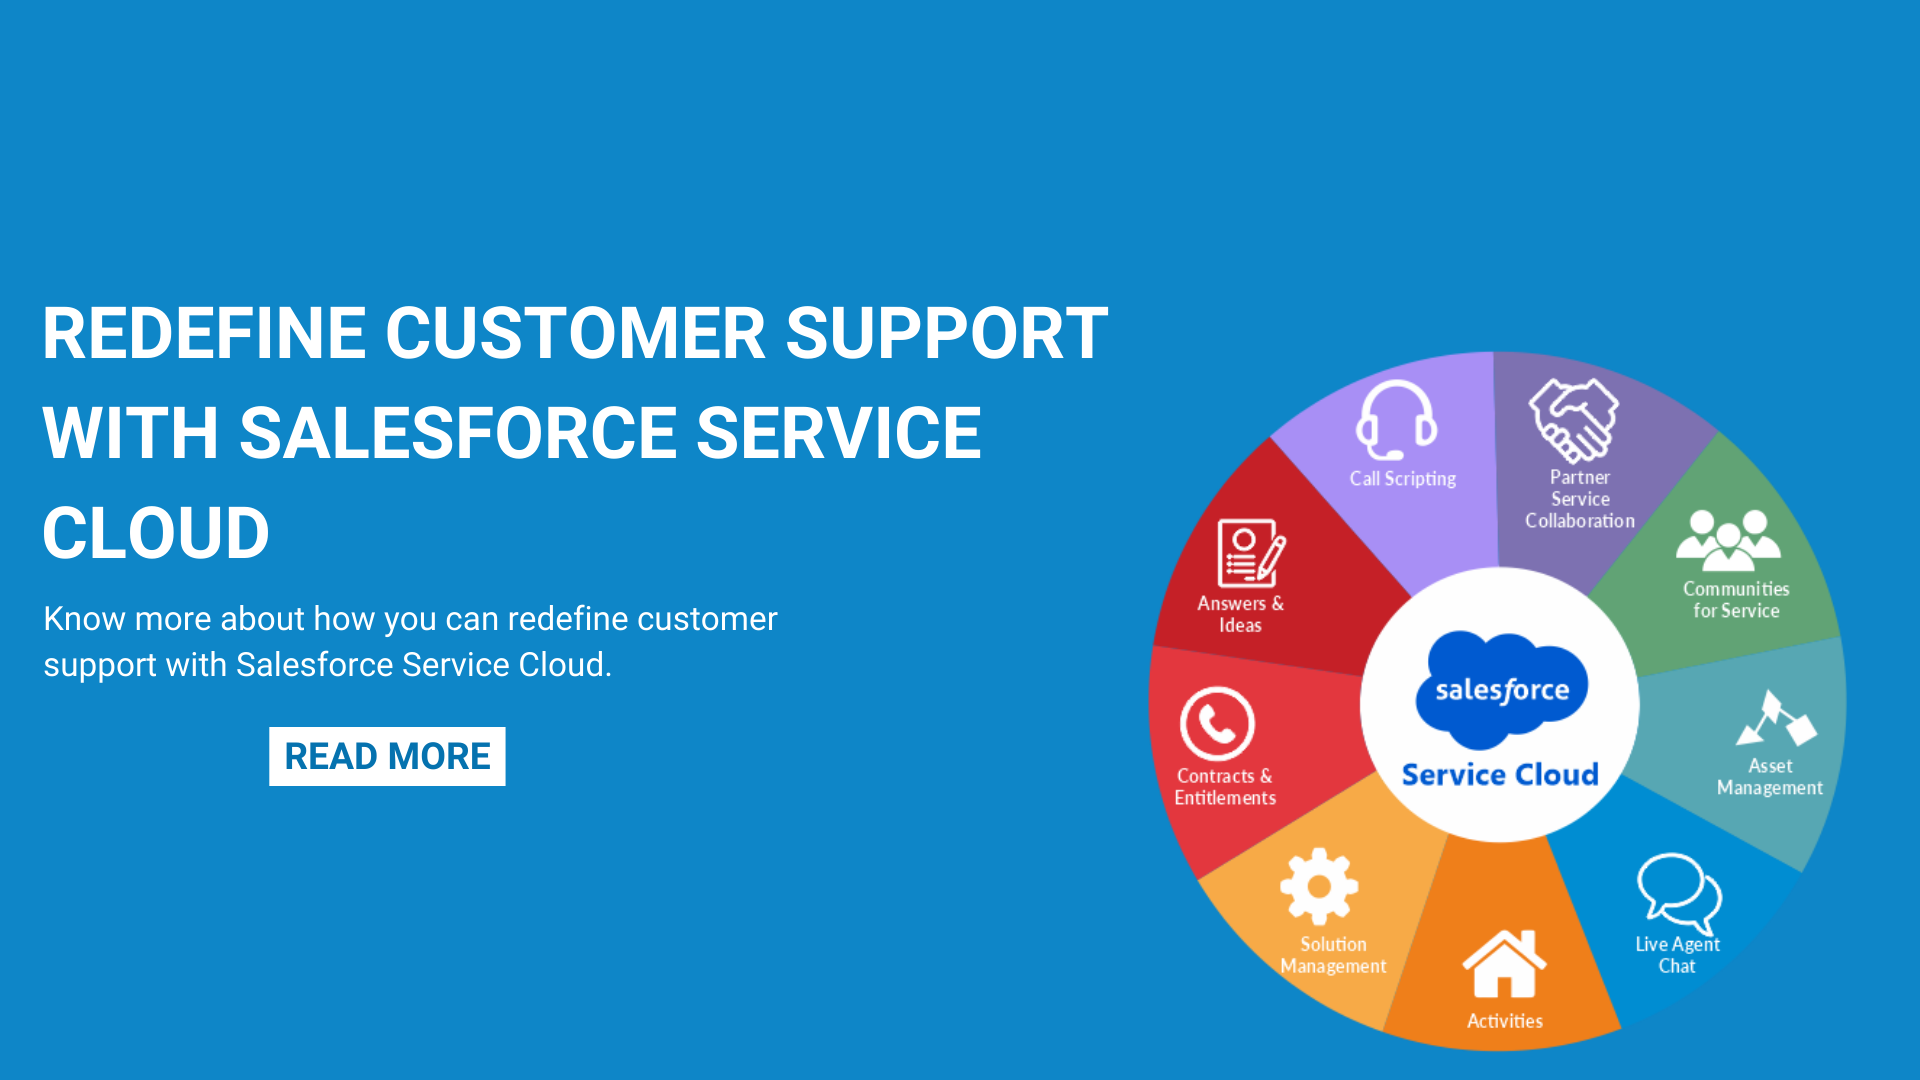 REDEFINE CUSTOMER SUPPORT
WITH SALESFORCE SERVICE
CLOUD
Know more about how you can redefine customer
support with Salesforce Service Cloud.
READ MORE
Call Scripting
Partner
Service
Collaboration
Communities
for Service
Asset
Management
Live Agent
Chat
Activities
Solution
Management
Contracts &
Entitlements
Answers &
Ideas
salesforce
Service Cloud